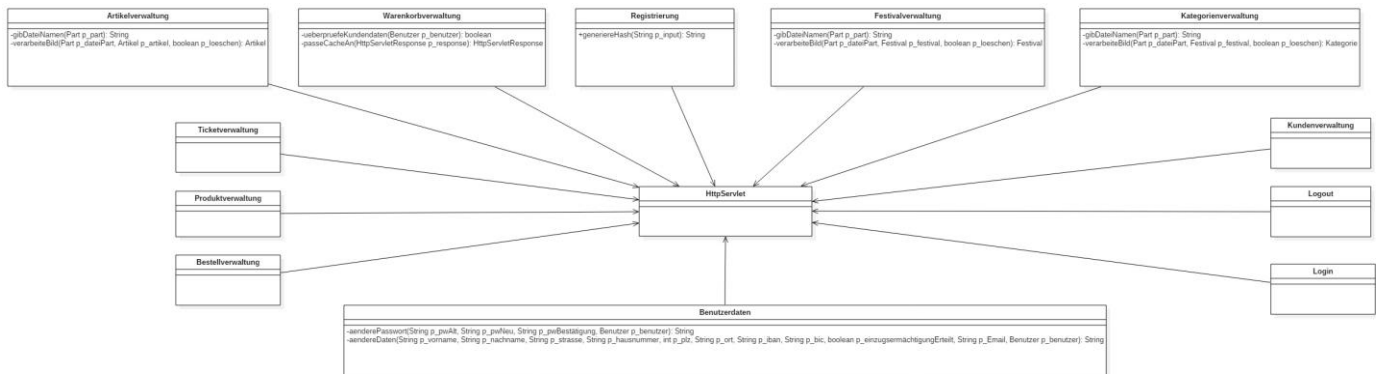 Artikelverwaltung
-gibDateiNamen(Part p_part): String
-verarbeiteBild(Part p_dateiPart, Artikel p_artikel, boolean p_loeschen): Artikel
Warenkorbverwaltung
-ueberpruefeKundendaten(Benutzer p_benutzer): boolean
-passeCacheAn(HttpServletResponse p_response): HttpServletResponse
Registrierung
+generiereHash(String p_input): String
Festivalverwaltung
-gibDateiNamen(Part p_part): String
-verarbeiteBild(Part p_dateiPart, Festival p_festival, boolean p_loeschen): Festival
Kategorienverwaltung
-gibDateiNamen(Part p_part): String
-verarbeiteBild(Part p_dateiPart, Festival p_festival, boolean p_loeschen): Kategorie
Ticketverwaltung
Kundenverwaltung
Produktverwaltung
HttpServlet
Logout
Bestellverwaltung
Login
Benutzerdaten
-aenderePasswort(String p_pwAlt, String p_pwNeu, String p_pwBestätigung, Benutzer p_benutzer): String
-aendereDaten(String p_vorname, String p_nachname, String p_strasse, String p_hausnummer, int p_plz, String p_ort, String p_iban, String p_bic, boolean p_einzugsermächtigungErteilt, String p_Email, Benutzer p_benutzer): String